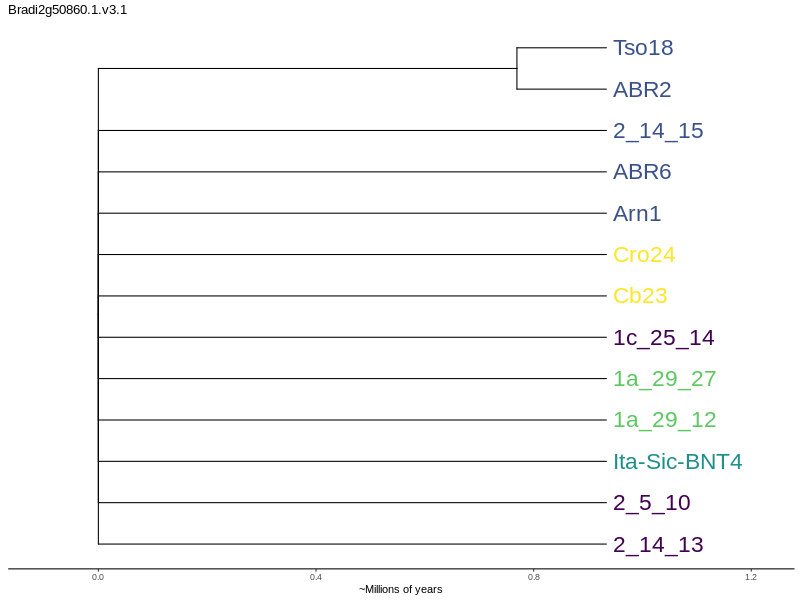 Bradi2g50860.1.v3.1
Tso18
ABR2
2_14_15
ABR6
Arn1
Cro24
Cb23
1c_25_14
1a_29_27
1a_29_12
Ita-Sic-BNT4
2_5_10
2_14_13
0.0 0.4 0.8 1.2
~Millions of years